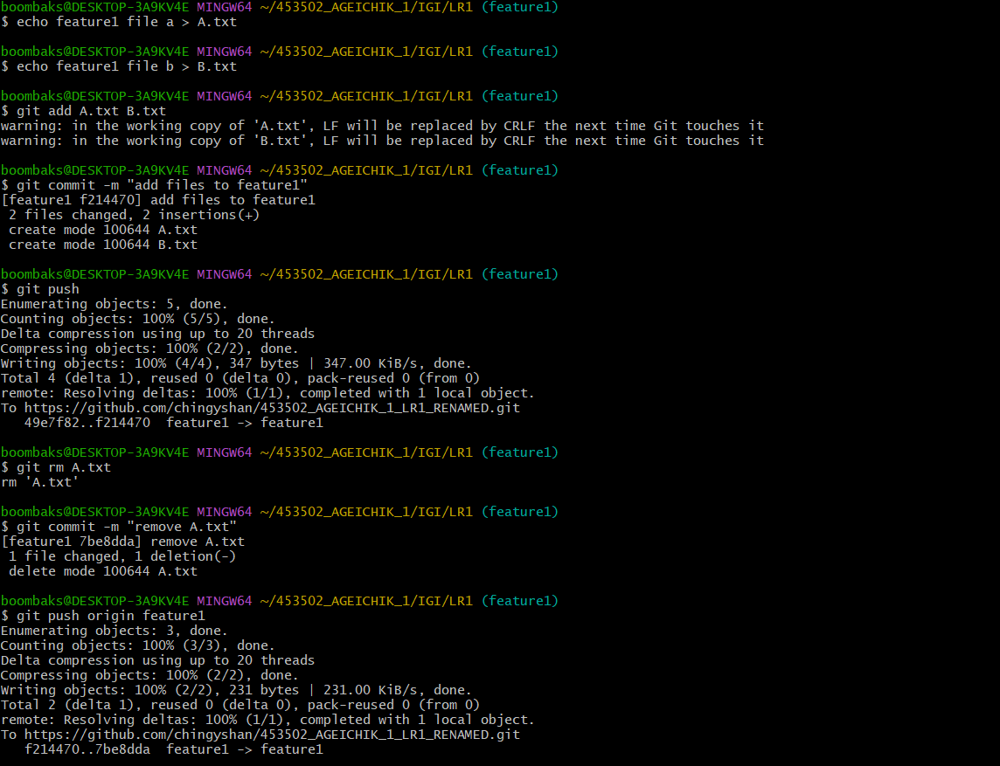 boombaks@DESKTOP-3A9KV4E MINGW64 ~/453502_AGEICHIK_1/IGI/LR1 (feature1)
$ echo feature1 file a > A.txt
boombaks@DESKTOP-3A9KV4E MINGW64 ~/453502_AGEICHIK_1/IGI/LR1 (feature1)
$ echo feature1 file b > B.txt
boombaks@DESKTOP-3A9KV4E MINGW64 ~/453502_AGEICHIK_1/IGI/LR1 (feature1)
$ git add A.txt B.txt
warning: in the working copy of 'A.txt', LF will be replaced by CRLF the next time Git touches it
warning: in the working copy of 'B.txt', LF will be replaced by CRLF the next time Git touches it
boombaks@DESKTOP-3A9KV4E MINGW64 ~/453502_AGEICHIK_1/IGI/LR1 (feature1)
$ git commit -m "add files to feature1"
[feature1 f214470] add files to feature1
 2 files changed, 2 insertions(+)
 create mode 100644 A.txt
 create mode 100644 B.txt
boombaks@DESKTOP-3A9KV4E MINGW64 ~/453502_AGEICHIK_1/IGI/LR1 (feature1)
$ git push
Enumerating objects: 5, done.
Counting objects: 100% (5/5), done.
Delta compression using up to 20 threads
Compressing objects: 100% (2/2), done.
Writing objects: 100% (4/4), 347 bytes | 347.00 KiB/s, done.
Total 4 (delta 1), reused 0 (delta 0), pack-reused 0 (from 0)
remote: Resolving deltas: 100% (1/1), completed with 1 local object.
To https://github.com/chingyshan/453502_AGEICHIK_1_LR1_RENAMED.git
   49e7f82..f214470  feature1 -> feature1
boombaks@DESKTOP-3A9KV4E MINGW64 ~/453502_AGEICHIK_1/IGI/LR1 (feature1)
$ git rm A.txt
rm 'A.txt'
boombaks@DESKTOP-3A9KV4E MINGW64 ~/453502_AGEICHIK_1/IGI/LR1 (feature1)
$ git commit -m "remove A.txt"
[feature1 7be8dda] remove A.txt
 1 file changed, 1 deletion(-)
 delete mode 100644 A.txt
boombaks@DESKTOP-3A9KV4E MINGW64 ~/453502_AGEICHIK_1/IGI/LR1 (feature1)
$ git push origin feature1
Enumerating objects: 3, done.
Counting objects: 100% (3/3), done.
Delta compression using up to 20 threads
Compressing objects: 100% (2/2), done.
Writing objects: 100% (2/2), 231 bytes | 231.00 KiB/s, done.
Total 2 (delta 1), reused 0 (delta 0), pack-reused 0 (from 0)
remote: Resolving deltas: 100% (1/1), completed with 1 local object.
To https://github.com/chingyshan/453502_AGEICHIK_1_LR1_RENAMED.git
   f214470..7be8dda  feature1 -> feature1